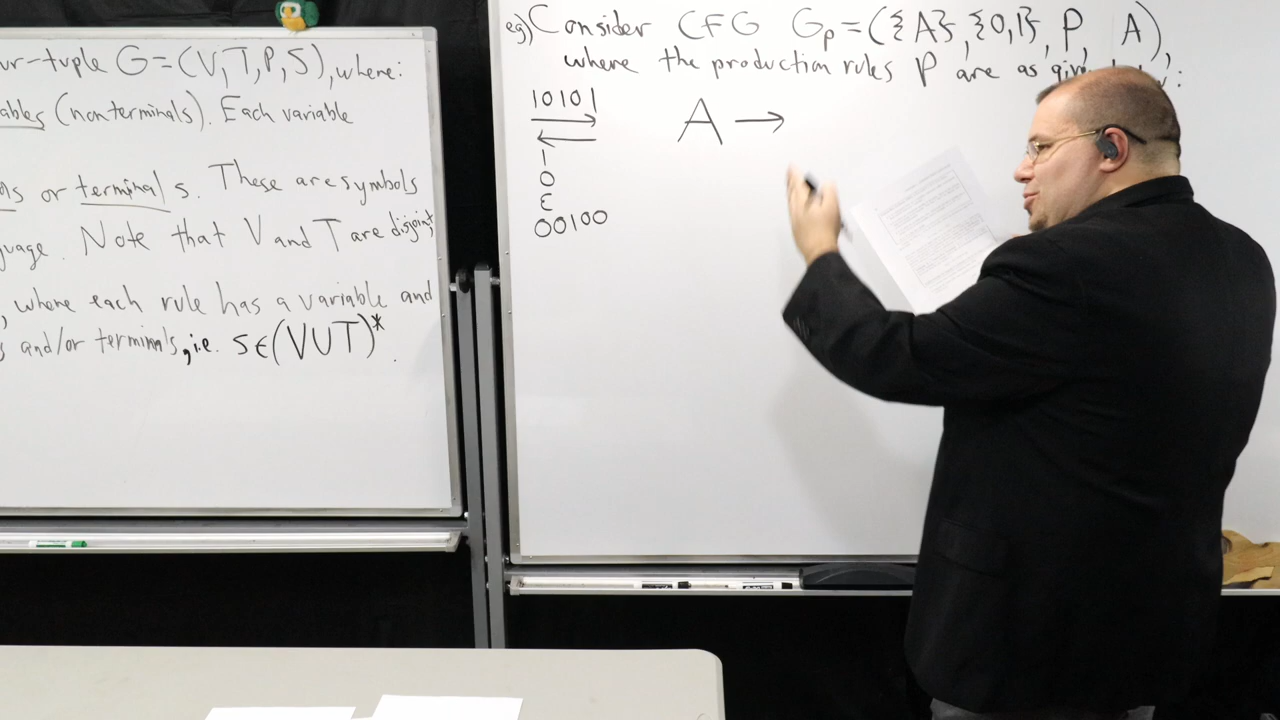 ur-tuple G=(V,T,P,S), where:
ables (nonterminals). Each variable
or terminals. These are symbols
guage. Note that V and T are disjoint
, where each rule has a variable and
s and/or terminals, i.e. s∈(V∪T)*.
eg) Consider CFG Gp=({A},{0,1},P,A),
where the production rules P are as given
10101
A →
1
0
ε
00100